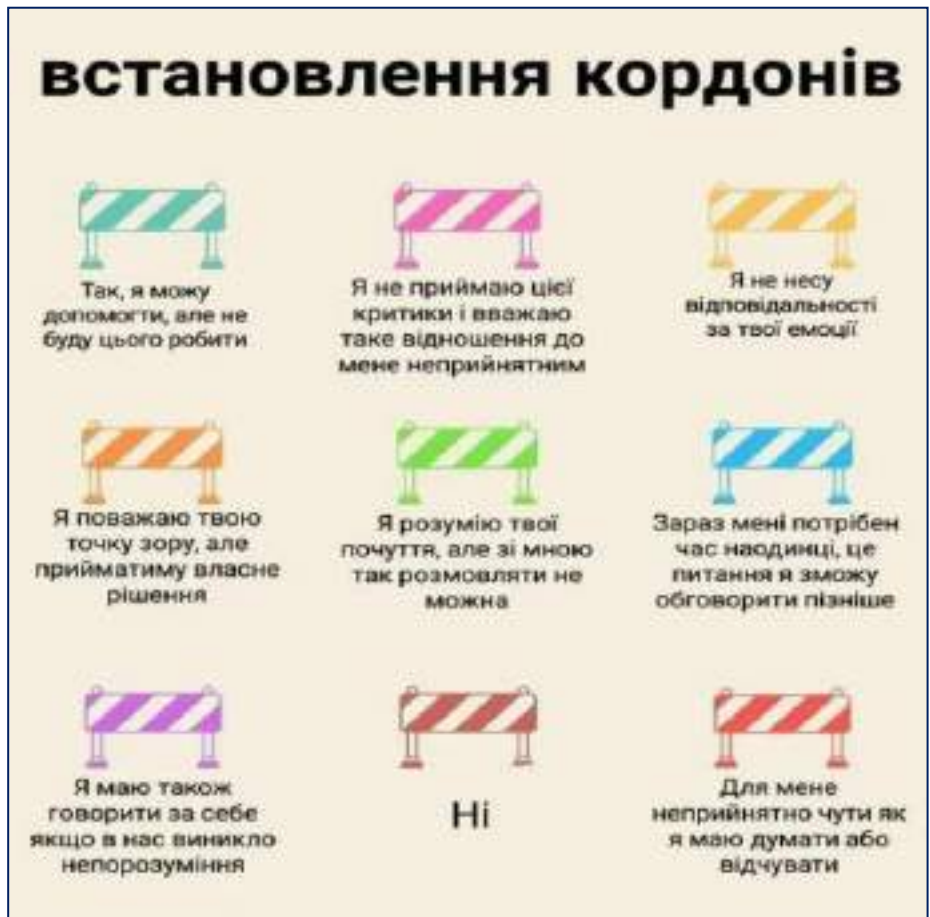 встановлення кордонів
Так, я можу
допомогти, але не
буду цього робити
Я не приймаю цієї
критики і вважаю
таке відношення до
мене неприйнятним
Я не несу
відповідальності
за твої емоції
Я поважаю твою
точку зору, але
прийматиму власне
рішення
Я розумію твої
почуття, але зі мною
так розмовляти не
можна
Зараз мені потрібен
час наодинці, це
питання я зможу
обговорити пізніше
Я маю також
говорити за себе
якщо в нас виникло
непорозуміння
Ні
Для мене
неприйнятно чути як
я маю думати або
відчувати